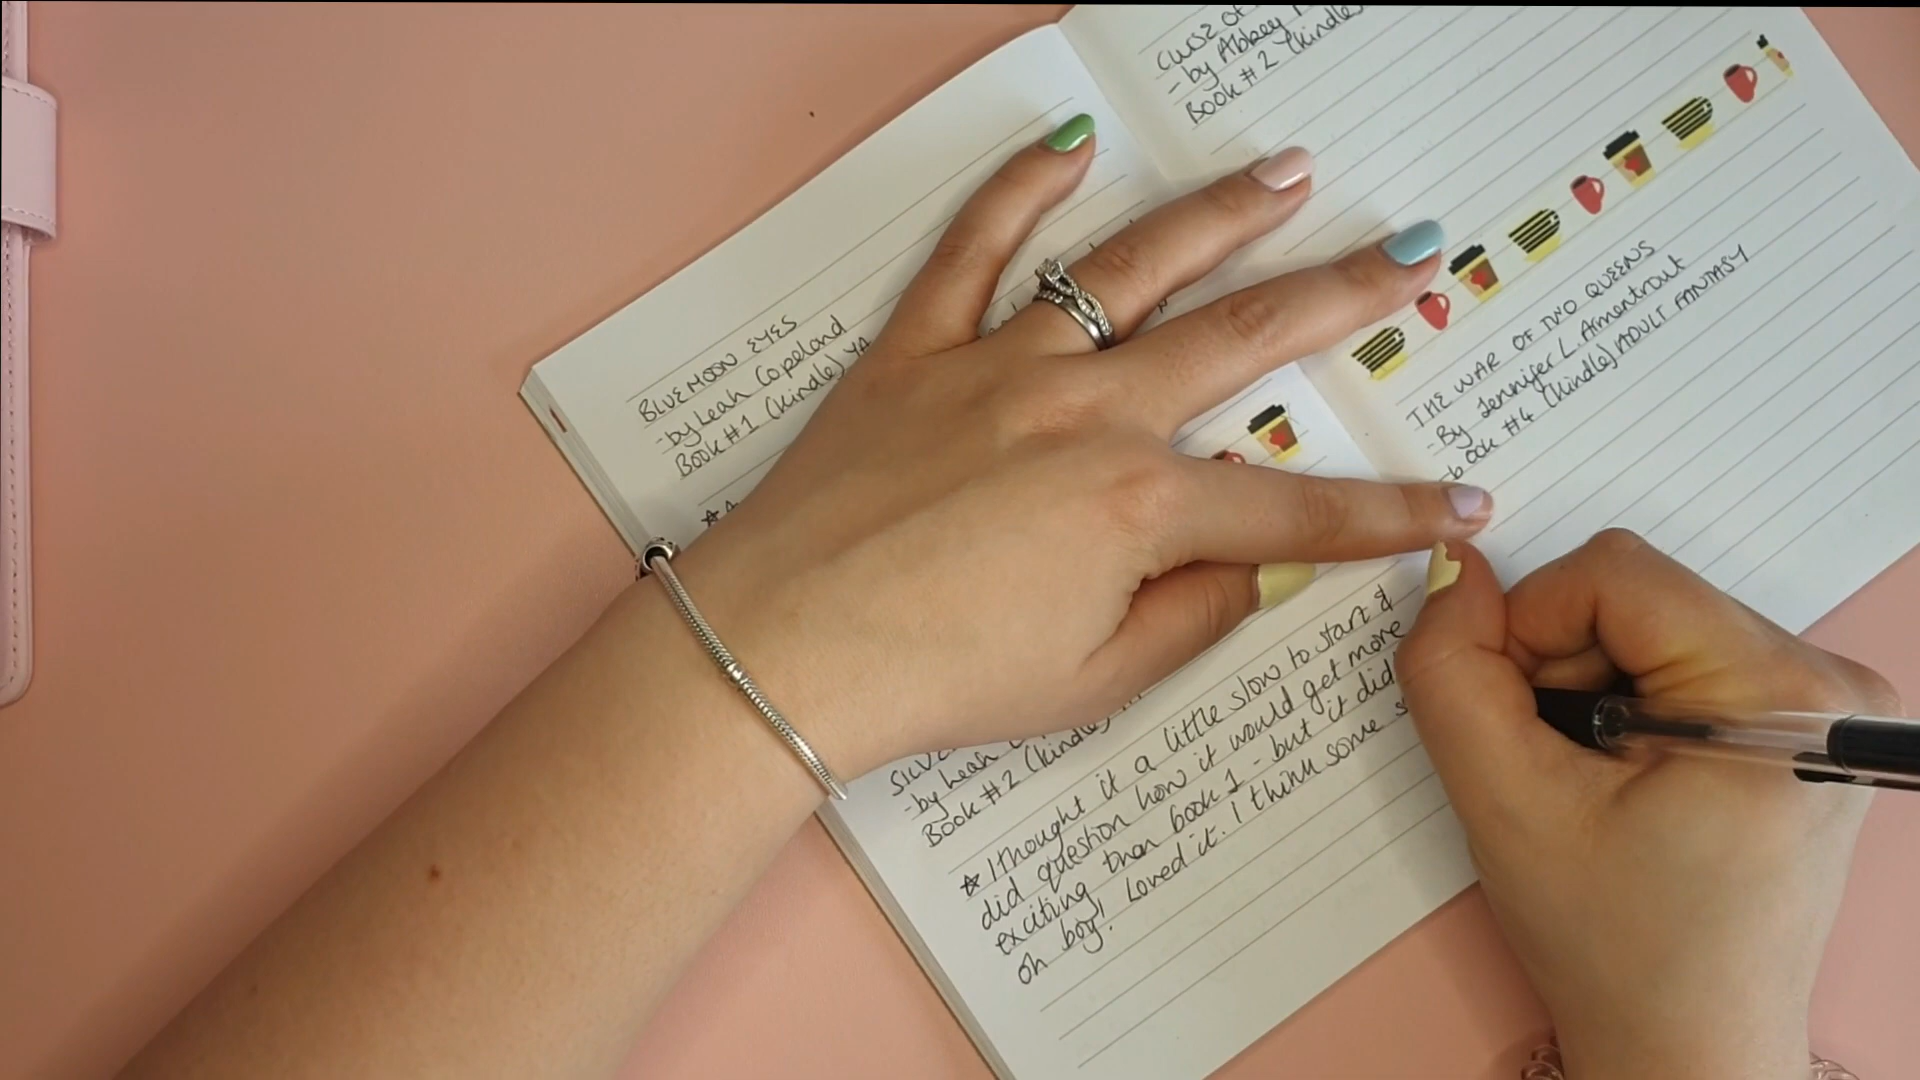 BLUE MOON EYES
- by Leah Copeland
Book #1 (Kindle) YA
SILVE
- by Leah
Book #2 (Kindle)
☆ I thought it a little slow to start &
did question how it would get more
exciting than book 1 - but it did
oh boy! Loved it. I think some
CURSE OF
- by Abbey
Book #2 (Kindle)
THE WAR OF TWO QUEENS
- By Jennifer L. Armentrout
book #4 (Kindle) ADULT FANTASY